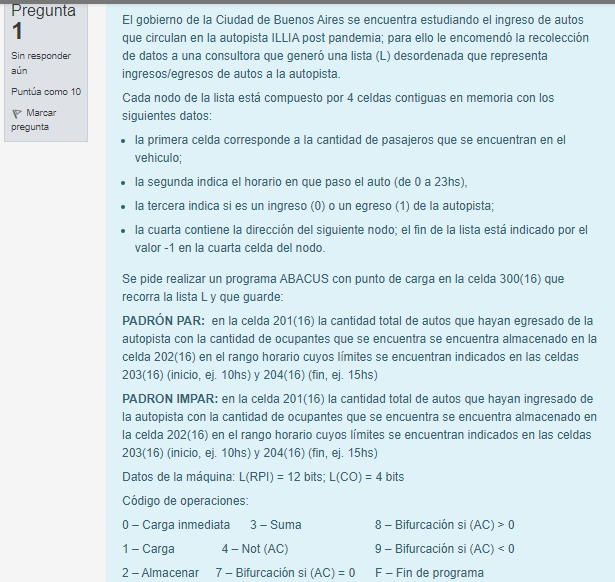 Pregunta
1
Sin responder
aún
Puntúa como 10
Marcar
pregunta
El gobierno de la Ciudad de Buenos Aires se encuentra estudiando el ingreso de autos
que circulan en la autopista ILLIA post pandemia; para ello le encomendó la recolección
de datos a una consultora que generó una lista (L) desordenada que representa
ingresos/egresos de autos a la autopista.
Cada nodo de la lista está compuesto por 4 celdas contiguas en memoria con los
siguientes datos:
• la primera celda corresponde a la cantidad de pasajeros que se encuentran en el
vehiculo;
• la segunda indica el horario en que paso el auto (de 0 a 23hs),
• la tercera indica si es un ingreso (0) o un egreso (1) de la autopista;
• la cuarta contiene la dirección del siguiente nodo; el fin de la lista está indicado por el
valor -1 en la cuarta celda del nodo.
Se pide realizar un programa ABACUS con punto de carga en la celda 300(16) que
recorra la lista L y que guarde:
PADRÓN PAR: en la celda 201(16) la cantidad total de autos que hayan egresado de la
autopista con la cantidad de ocupantes que se encuentra se encuentra almacenado en la
celda 202(16) en el rango horario cuyos límites se encuentran indicados en las celdas
203(16) (inicio, ej. 10hs) y 204(16) (fin, ej. 15hs)
PADRON IMPAR: en la celda 201(16) la cantidad total de autos que hayan ingresado de
la autopista con la cantidad de ocupantes que se encuentra se encuentra almacenado en
la celda 202(16) en el rango horario cuyos límites se encuentran indicados en las celdas
203(16) (inicio, ej. 10hs) y 204(16) (fin, ej. 15hs)
Datos de la máquina: L(RPI) = 12 bits; L(CO) = 4 bits
Código de operaciones:
0 – Carga inmediata 3 – Suma 8 – Bifurcación si (AC) > 0
1 – Carga 4 – Not (AC) 9 – Bifurcación si (AC) < 0
2 – Almacenar 7 – Bifurcación si (AC) = 0 F – Fin de programa